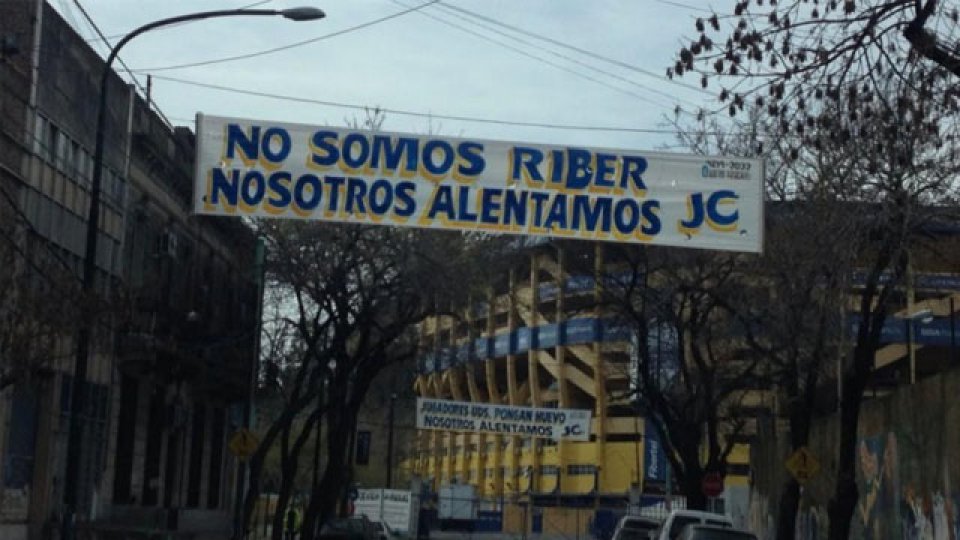 NO SOMOS RIBER
NOSOTROS ALENTAMOS JC
JUGADORES UDS. PONGAN HUEVO
NOSOTROS ALENTAMOS JC